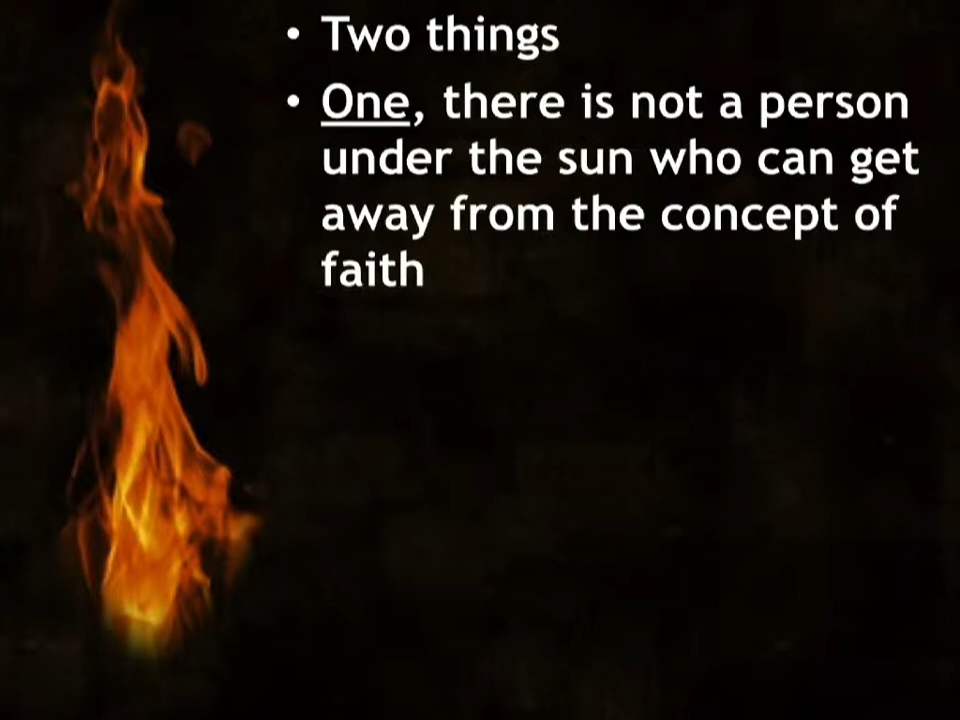 • Two things
• One, there is not a person
under the sun who can get
away from the concept of
faith